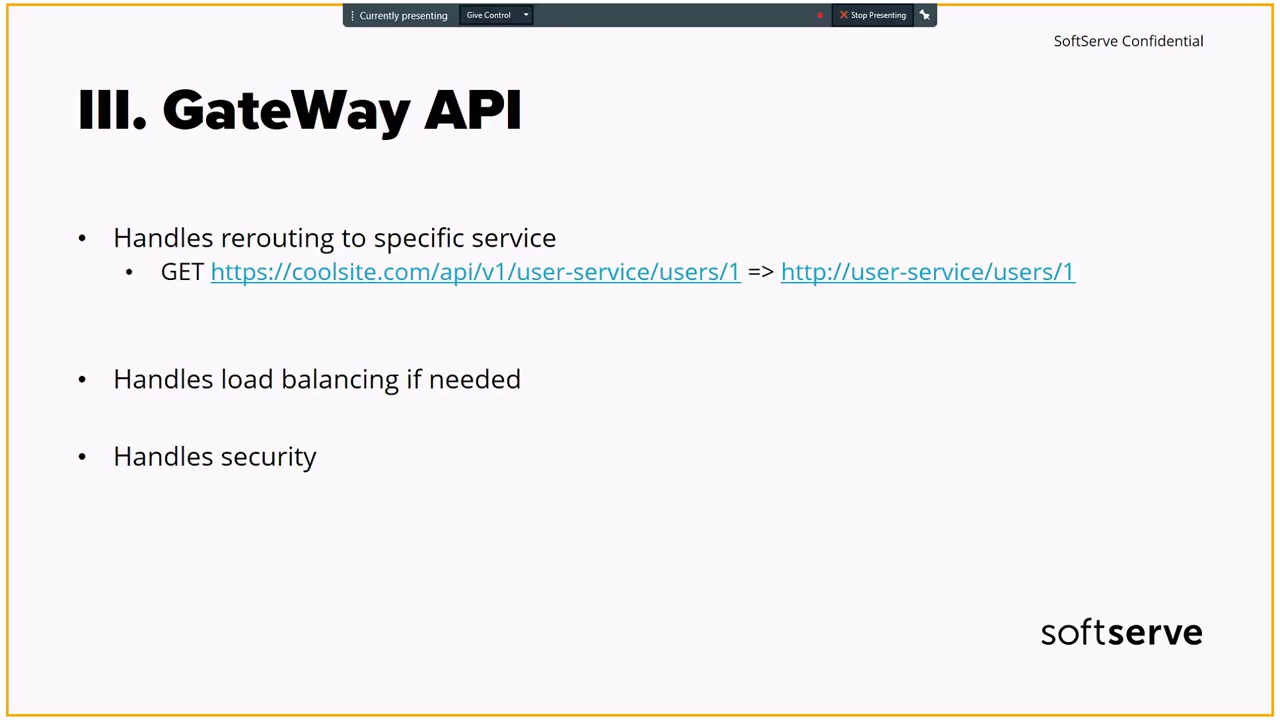 Currently presenting Give Control Stop Presenting
SoftServe Confidential
III. GateWay API
• Handles rerouting to specific service
• GET https://coolsite.com/api/v1/user-service/users/1 => http://user-service/users/1
• Handles load balancing if needed
• Handles security
softserve